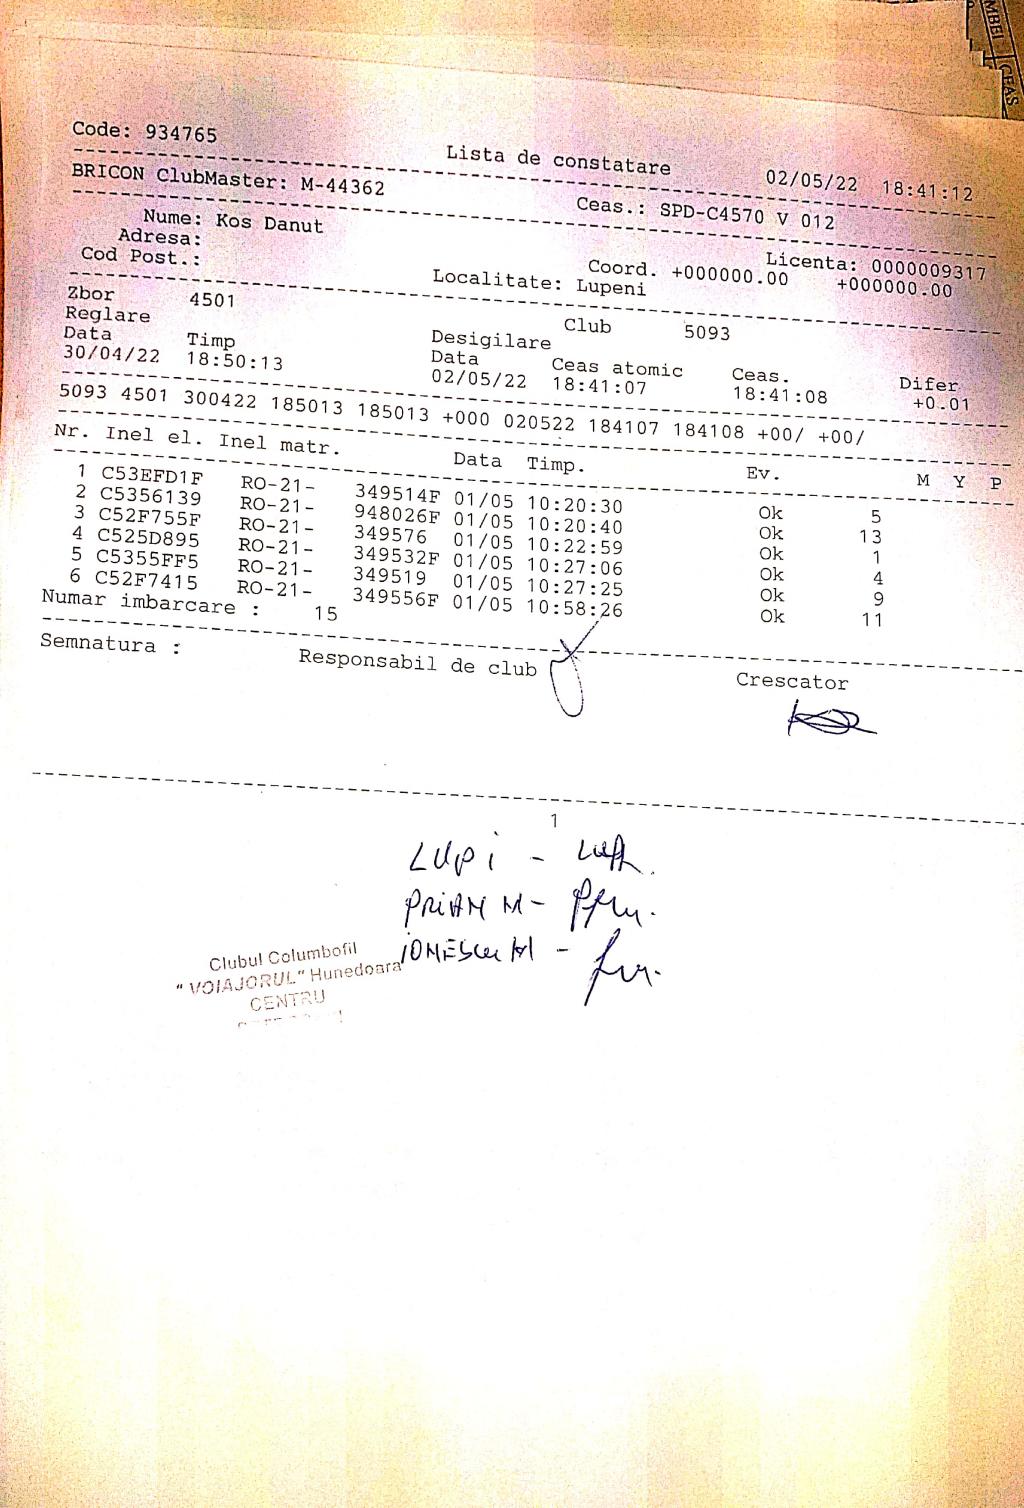 MBEI
CEAS
Code: 934765
Lista de constatare
02/05/22 18:41:12
BRICON ClubMaster: M-44362
Ceas.: SPD-C4570 V 012
Nume: Kos Danut
Licenta: 0000009317
Adresa:
Coord. +000000.00 +000000.00
Cod Post.:
Localitate: Lupeni
Zbor 4501
Club 5093
Reglare
Desigilare
Data Timp
Data Ceas atomic Ceas. Difer
30/04/22 18:50:13
02/05/22 18:41:07 18:41:08 +0.01
5093 4501 300422 185013 185013 +000 020522 184107 184108 +00/ +00/
Nr. Inel el. Inel matr. Data Timp. Ev. M Y P
1 C53EFD1F RO-21- 349514F 01/05 10:20:30 Ok 5
2 C5356139 RO-21- 948026F 01/05 10:20:40 Ok 13
3 C52F755F RO-21- 349576 01/05 10:22:59 Ok 1
4 C525D895 RO-21- 349532F 01/05 10:27:06 Ok 4
5 C5355FF5 RO-21- 349519 01/05 10:27:25 Ok 9
6 C52F7415 RO-21- 349556F 01/05 10:58:26 Ok 11
Numar imbarcare : 15
Semnatura :
Responsabil de club
Crescator
1
LUPi -
PRiAM M -
iONESCU M -
Clubul Columbofil
"VOIAJORUL" Hunedoara
CENTRU